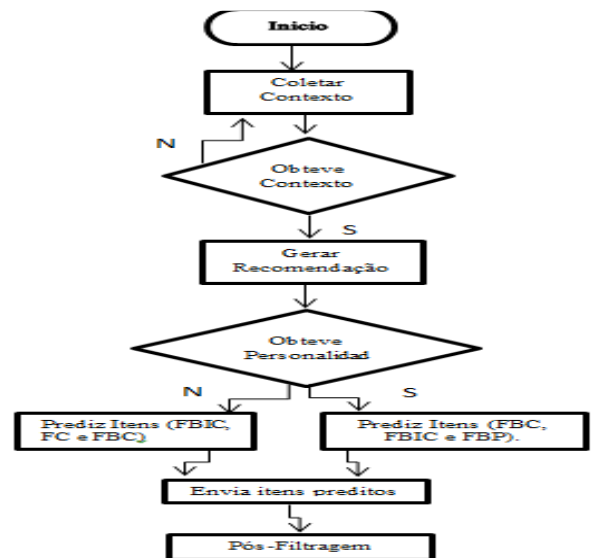 Inicio
Coletar
Contexto
N
Obteve
Contexto
S
Gerar
Recomendação
Obteve
Personalidad
N
S
Prediz Itens (FBIC,
FC e FBC)
Prediz Itens (FBC,
FBIC e FBP).
Envia itens preditos
Pós-Filtragem